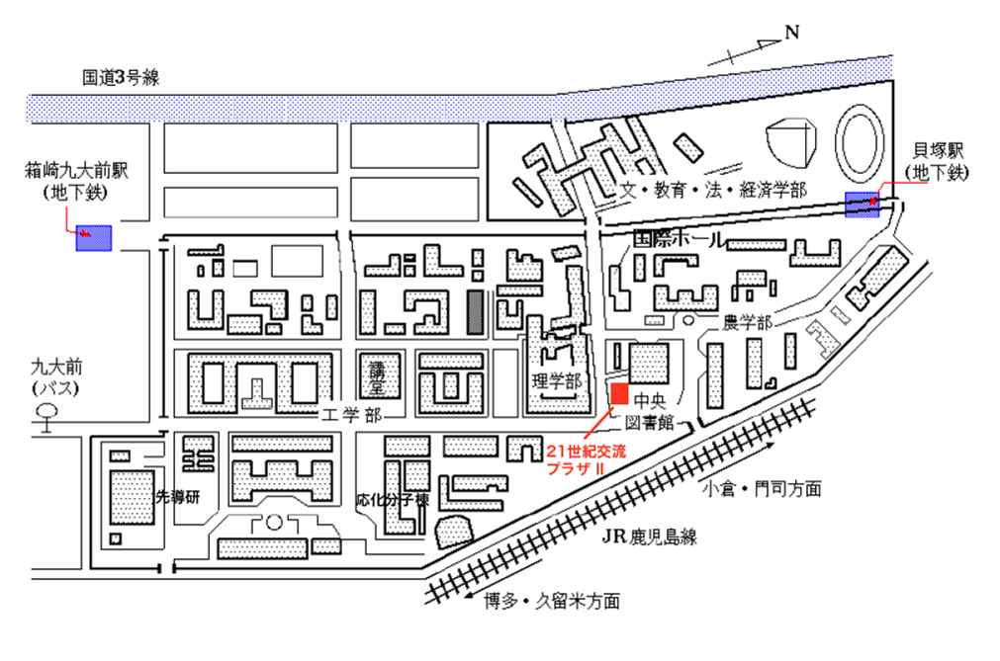 N
国道3号線
箱崎九大前駅
(地下鉄)
貝塚駅
(地下鉄)
文・教育・法・経済学部
国際ホール
農学部
九大前
(バス)
講堂
理学部
工学部
中央
図書館
21世紀交流
プラザ II
先導研
応化分子棟
小倉・門司方面
JR鹿児島線
博多・久留米方面